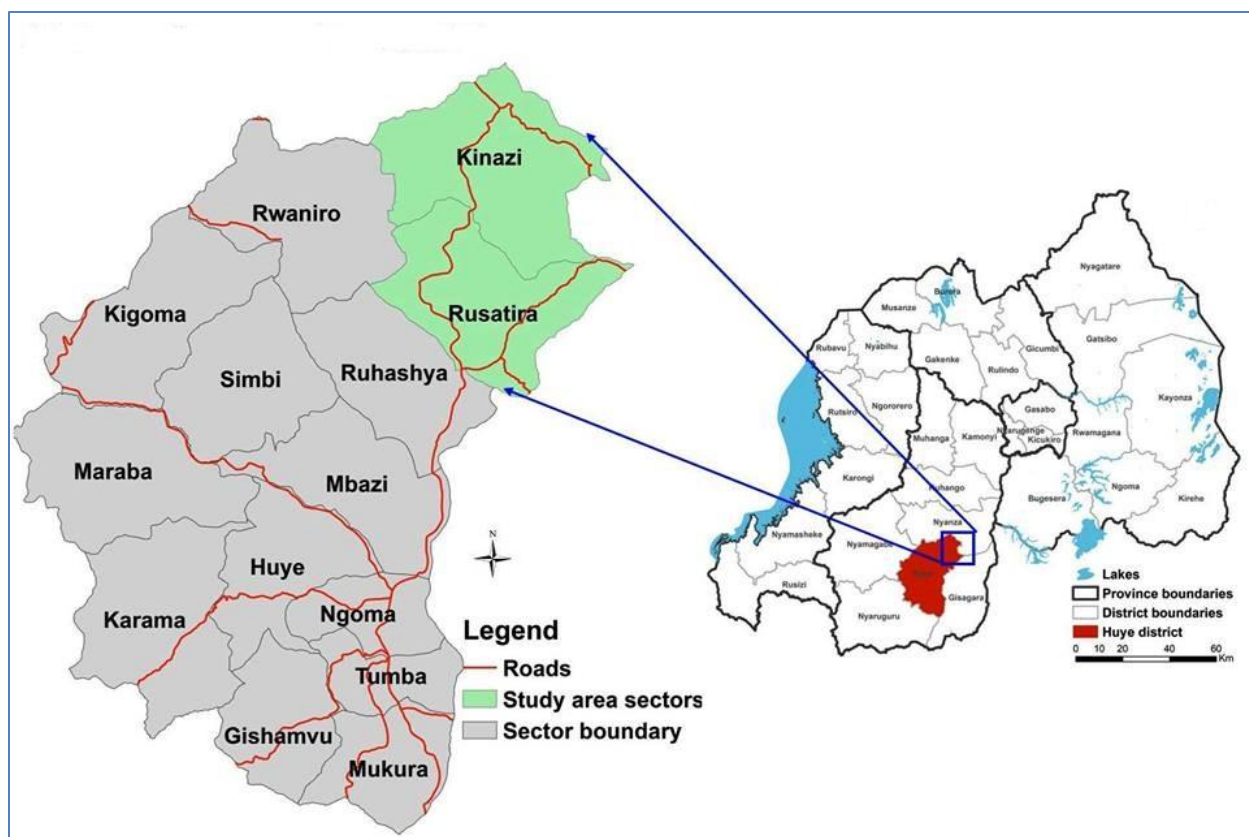 Kinazi
Rwaniro
Kigoma
Rusatira
Simbi
Ruhashya
Maraba
Mbazi
Huye
Karama
Ngoma
Tumba
Gishamvu
Mukura
N
Legend
Roads
Study area sectors
Sector boundary
Nyagatare
Burera
Musanze
Rubavu
Nyabihu
Gakenke
Gicumbi
Rulindo
Gatsibo
Rutsiro
Ngororero
Gasabo
Kayonza
Muhanga
Kamonyi
Nyarugenge
Kicukiro
Rwamagana
Karongi
Ruhango
Bugesera
Ngoma
Kirehe
Nyanza
Nyamasheke
Nyamagabe
Rusizi
Gisagara
Nyaruguru
Lakes
Province boundaries
District boundaries
Huye district
0 10 20 40 60
Km